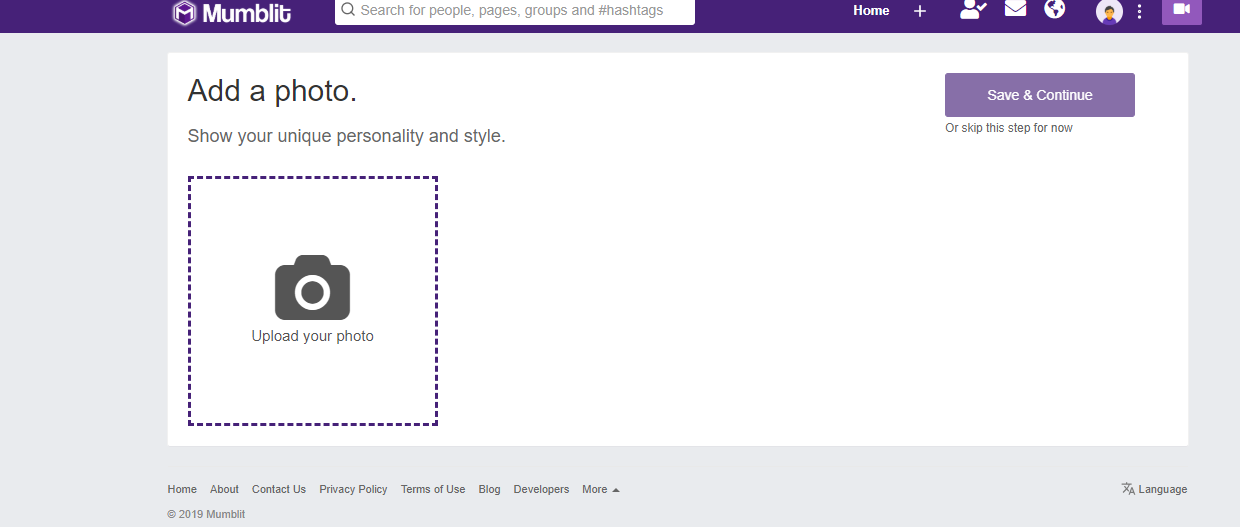 Mumblit
Search for people, pages, groups and #hashtags
Home
Add a photo.
Save & Continue
Or skip this step for now
Show your unique personality and style.
Upload your photo
Home About Contact Us Privacy Policy Terms of Use Blog Developers More
Language
© 2019 Mumblit